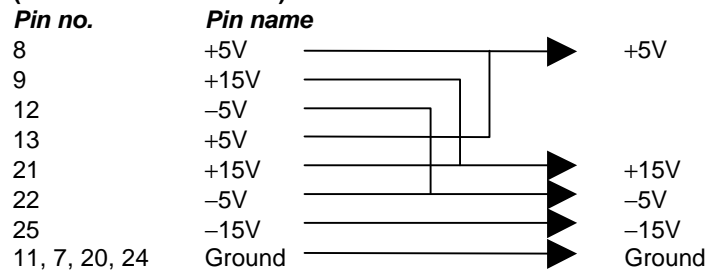 Pin no. Pin name
8 +5V +5V
9 +15V
12 −5V
13 +5V
21 +15V +15V
22 −5V −5V
25 −15V −15V
11, 7, 20, 24 Ground Ground